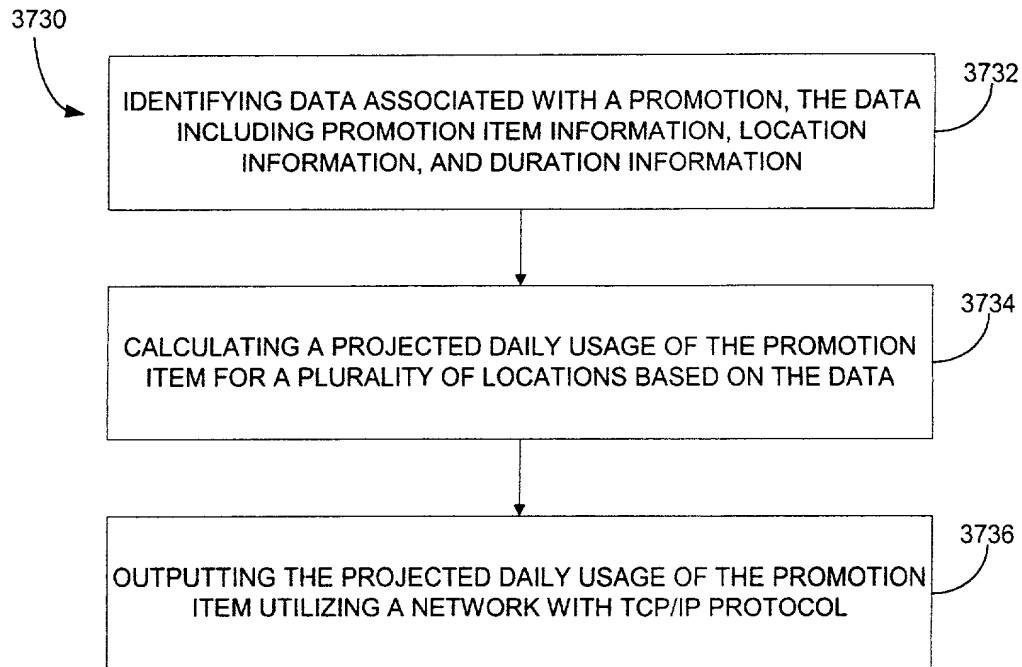 3730
3732
IDENTIFYING DATA ASSOCIATED WITH A PROMOTION, THE DATA
INCLUDING PROMOTION ITEM INFORMATION, LOCATION
INFORMATION, AND DURATION INFORMATION
3734
CALCULATING A PROJECTED DAILY USAGE OF THE PROMOTION
ITEM FOR A PLURALITY OF LOCATIONS BASED ON THE DATA
3736
OUTPUTTING THE PROJECTED DAILY USAGE OF THE PROMOTION
ITEM UTILIZING A NETWORK WITH TCP/IP PROTOCOL